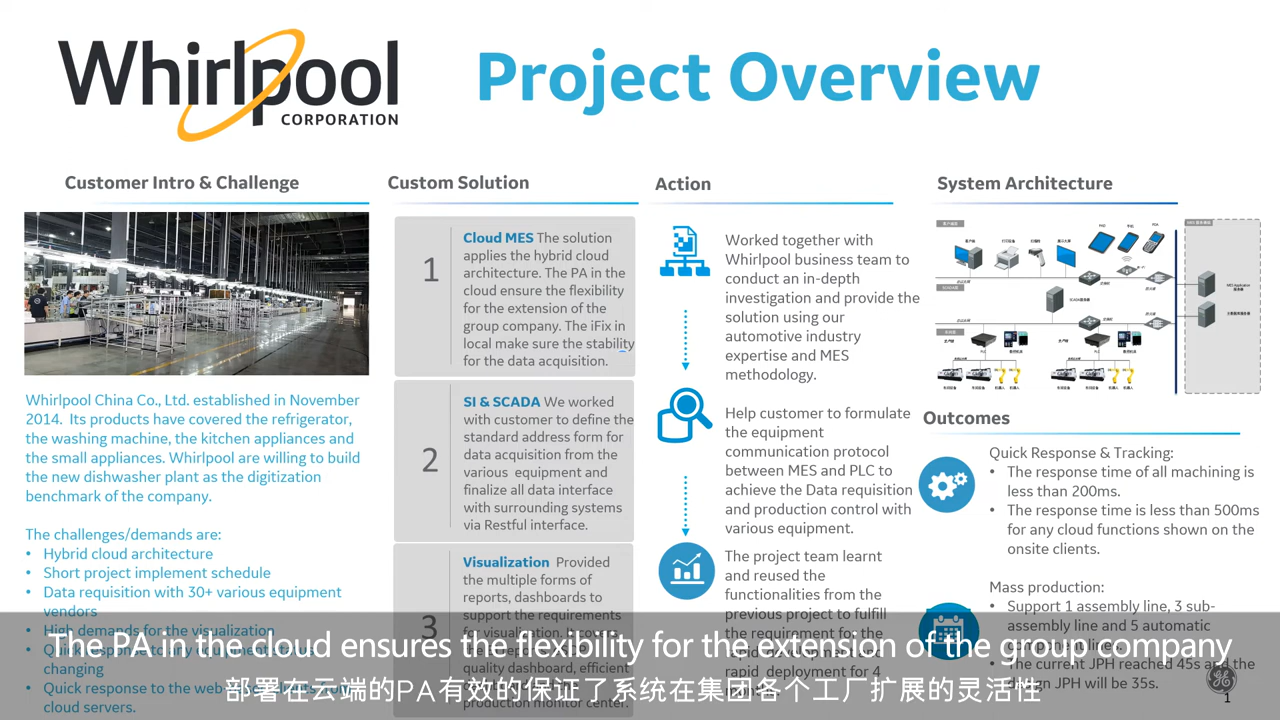 Whirlpool
CORPORATION
Project Overview
Customer Intro & Challenge
Whirlpool China Co., Ltd. established in November
2014. Its products have covered the refrigerator,
the washing machine, the kitchen appliances and
the small appliances. Whirlpool are willing to build
the new dishwasher plant as the digitization
benchmark of the company.
The challenges/demands are:
• Hybrid cloud architecture
• Short project implement schedule
• Data requisition with 30+ various equipment
vendors
• High demands for the visualization
changing
• Quick response to the web
cloud servers.
Custom Solution
1
Cloud MES The solution
applies the hybrid cloud
architecture. The PA in the
cloud ensure the flexibility
for the extension of the
group company. The iFix in
local make sure the stability
for the data acquisition.
2
SI & SCADA We worked
with customer to define the
standard address form for
data acquisition from the
various equipment and
finalize all data interface
with surrounding systems
via Restful interface.
3
Visualization Provided
the multiple forms of
reports, dashboards to
support the requirements
quality dashboard, efficient
production monitor center.
Action
Worked together with
Whirlpool business team to
conduct an in-depth
investigation and provide the
solution using our
automotive industry
expertise and MES
methodology.
Help customer to formulate
the equipment
communication protocol
between MES and PLC to
achieve the Data requisition
and production control with
various equipment.
The project team learnt
and reused the
functionalities from the
previous project to fulfill
the requirement for the
rapid deployment for 4
System Architecture
PAD
PDA
PLC
PLC
Outcomes
Quick Response & Tracking:
• The response time of all machining is
less than 200ms.
• The response time is less than 500ms
for any cloud functions shown on the
onsite clients.
Mass production:
• Support 1 assembly line, 3 sub-
assembly line and 5 automatic
component lines.
• The current JPH reached 45s and the
design JPH will be 35s.
1
The PA in the cloud ensures the flexibility for the extension of the group company
部署在云端的PA有效的保证了系统在集团各个工厂扩展的灵活性